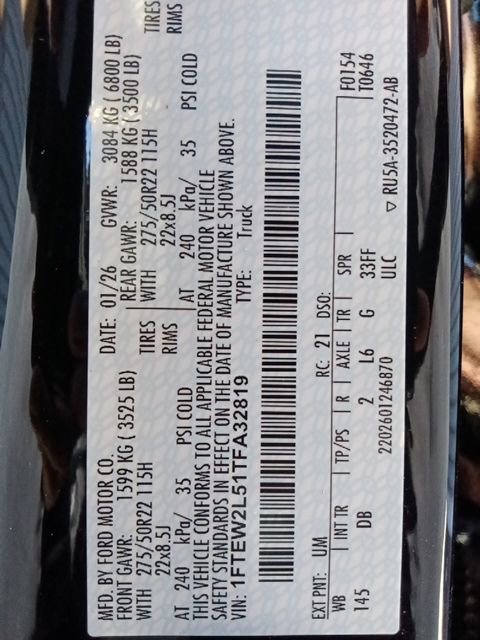 MFD. BY FORD MOTOR CO. DATE: 01/26 GVWR: 3084 KG ( 6800 LB)
FRONT GAWR: 1599 KG ( 3525 LB) REAR GAWR: 1588 KG ( 3500 LB)
WITH 275/50R22 115H TIRES WITH 275/50R22 115H TIRES
22x8.5J RIMS 22x8.5J RIMS
AT 240 kPa/ 35 PSI COLD AT 240 kPa/ 35 PSI COLD
THIS VEHICLE CONFORMS TO ALL APPLICABLE FEDERAL MOTOR VEHICLE
SAFETY STANDARDS IN EFFECT ON THE DATE OF MANUFACTURE SHOWN ABOVE.
VIN: 1FTEW2L51TFA32819 TYPE: Truck
EXT PNT: UM RC: 21 DSO: F0154
WB INT TR TP/PS R AXLE TR SPR T0646
145 DB 2 L6 G 33FF
2202601246870 ULC ▽ RU5A-3520472-AB